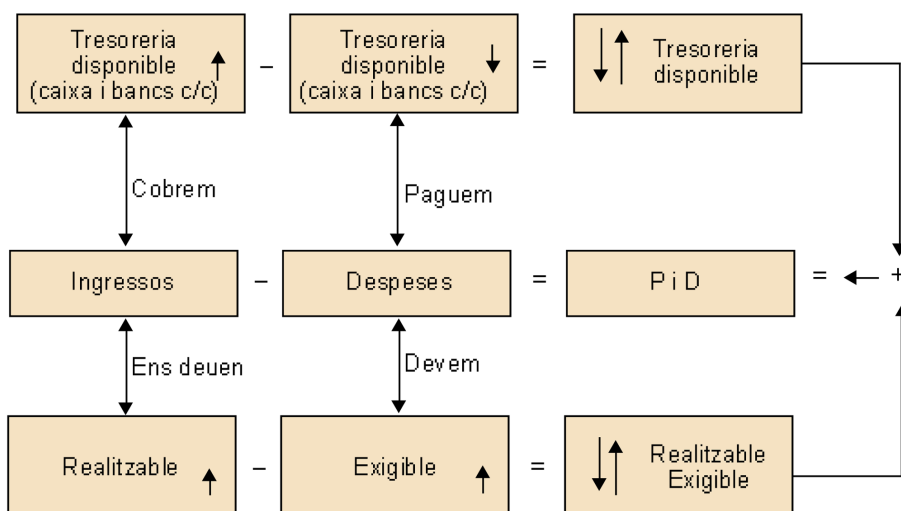 Tresoreria
disponible
(caixa i bancs c/c)
–
Tresoreria
disponible
(caixa i bancs c/c)
=
Tresoreria
disponible
Cobrem
Paguem
Ingressos
–
Despeses
=
P i D
=
+
Ens deuen
Devem
Realitzable
–
Exigible
=
Realitzable
Exigible